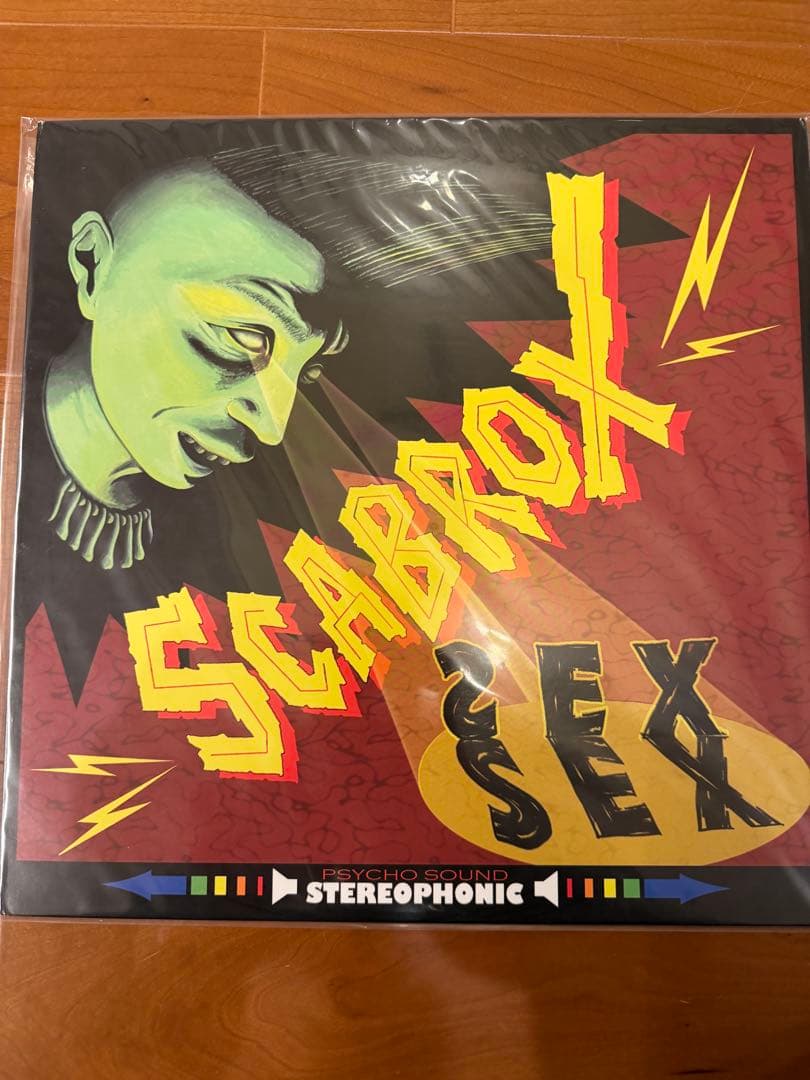 SCABROX
SEX
SEX
PSYCHO SOUND
STEREOPHONIC